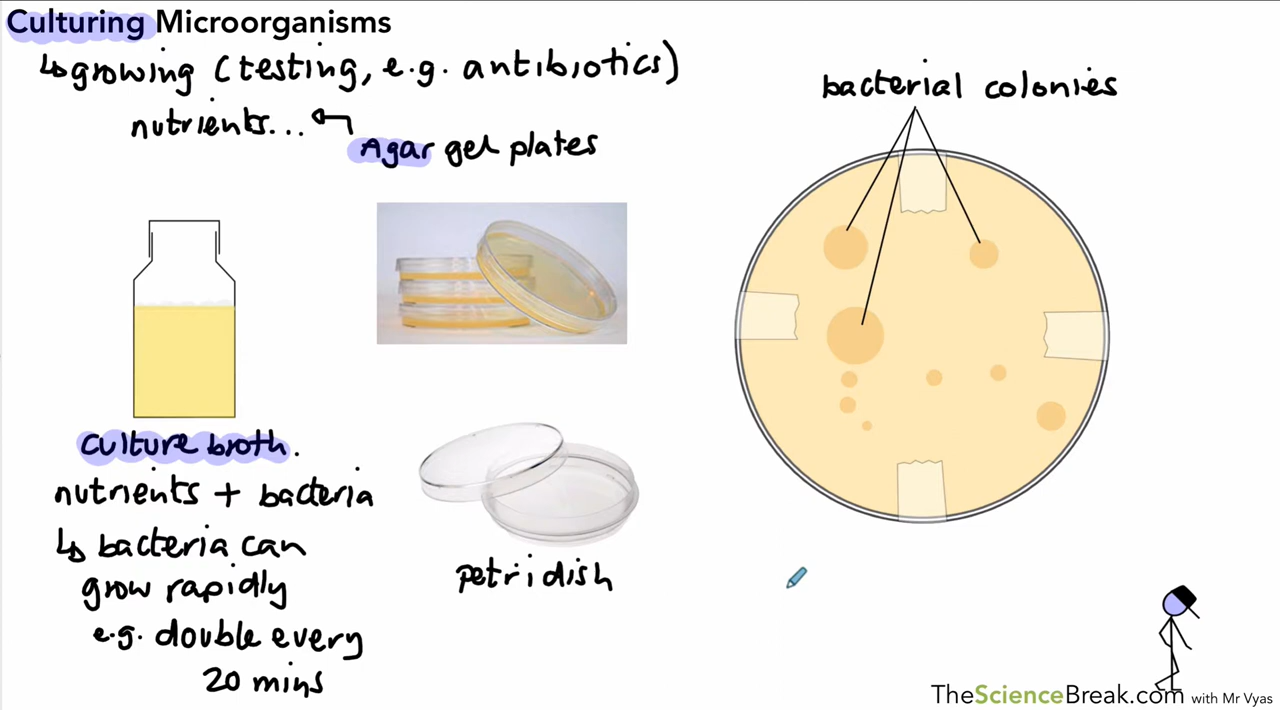 Culturing Microorganisms
↳ growing (testing, e.g. antibiotics)
nutrients...
Agar gel plates
bacterial colonies
culture broth.
nutrients + bacteria
↳ bacteria can
grow rapidly
e.g. double every
20 mins
petri dish
TheScienceBreak.com with Mr Vyas